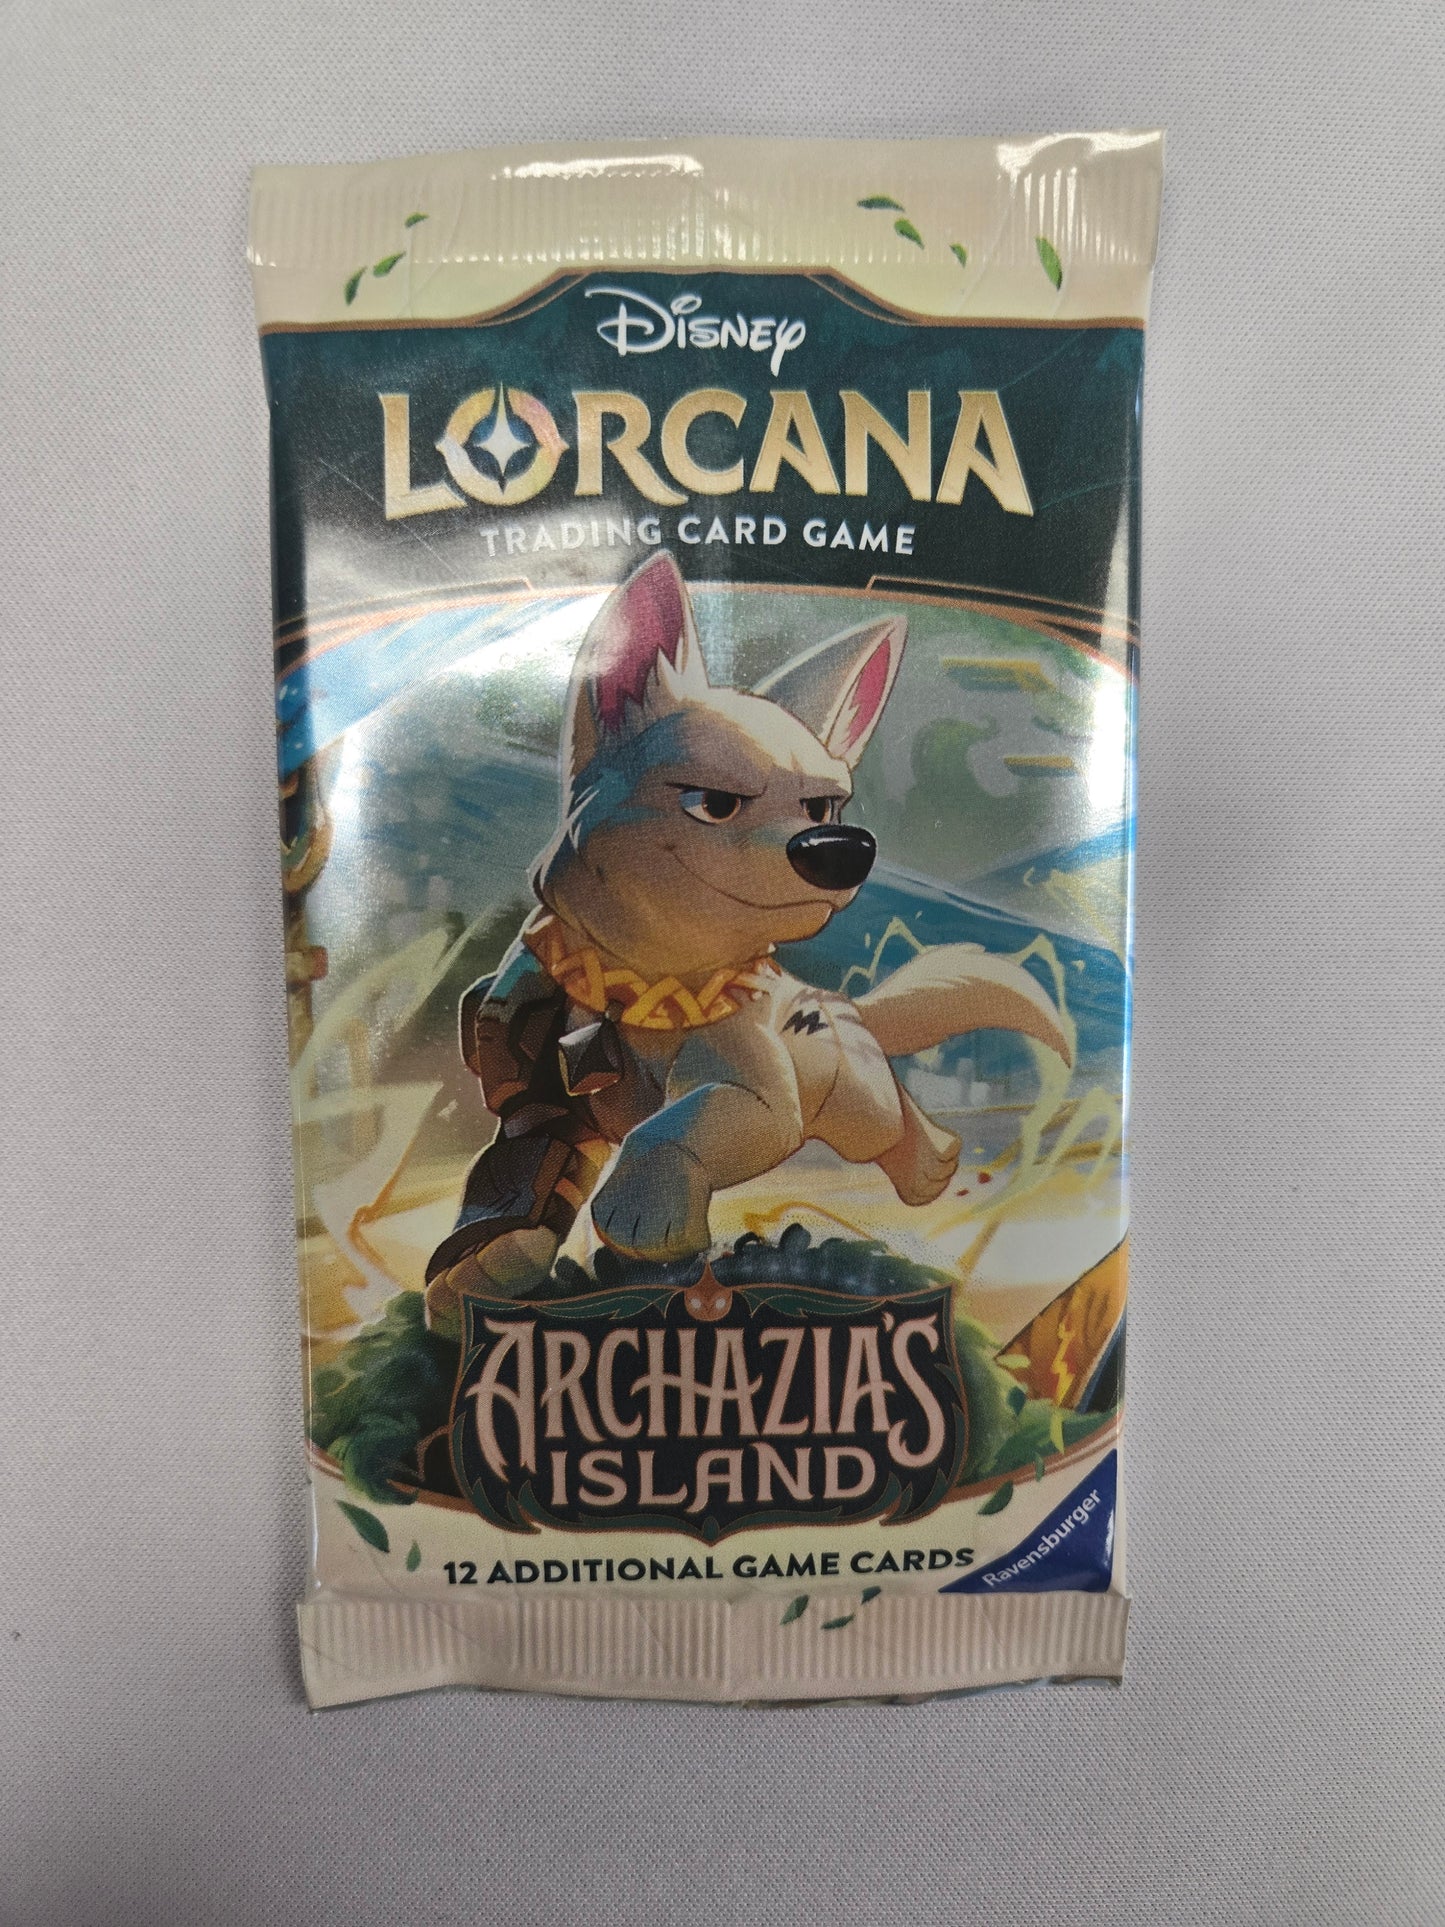 Disney
LORCANA
TRADING CARD GAME
ARCHAZIA'S
ISLAND
12 ADDITIONAL GAME CARDS
Ravensburger